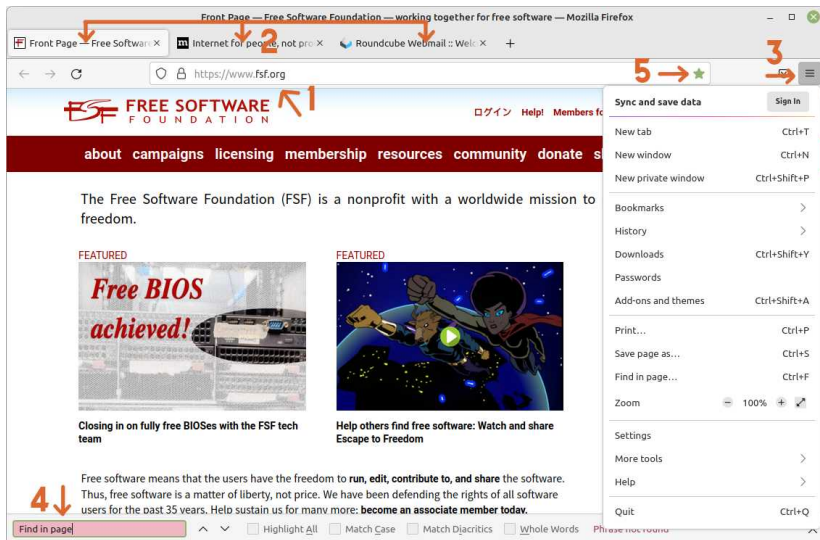 Front Page — Free Software Foundation — working together for free software — Mozilla Firefox
Front Page — Free Softwar
Internet for people, not pro
Roundcube Webmail :: Welc
2
https://www.fsf.org
1
5
3
FREE SOFTWARE
FOUNDATION
ログイン Help! Members fo
about campaigns licensing membership resources community donate s
The Free Software Foundation (FSF) is a nonprofit with a worldwide mission to
freedom.
FEATURED
Free BIOS
achieved!
Closing in on fully free BIOSes with the FSF tech
team
FEATURED
Help others find free software: Watch and share
Escape to Freedom
Free software means that the users have the freedom to run, edit, contribute to, and share the software.
Thus, free software is a matter of liberty, not price. We have been defending the rights of all software
users for the past 35 years. Help sustain us for many more; become an associate member today.
Sync and save data Sign In
New tab Ctrl+T
New window Ctrl+N
New private window Ctrl+Shift+P
Bookmarks
History
Downloads Ctrl+Shift+Y
Passwords
Add-ons and themes Ctrl+Shift+A
Print... Ctrl+P
Save page as... Ctrl+S
Find in page... Ctrl+F
Zoom 100%
Settings
More tools
Help
Quit Ctrl+Q
4
Find in page Highlight All Match Case Match Diacritics Whole Words Phrase not found